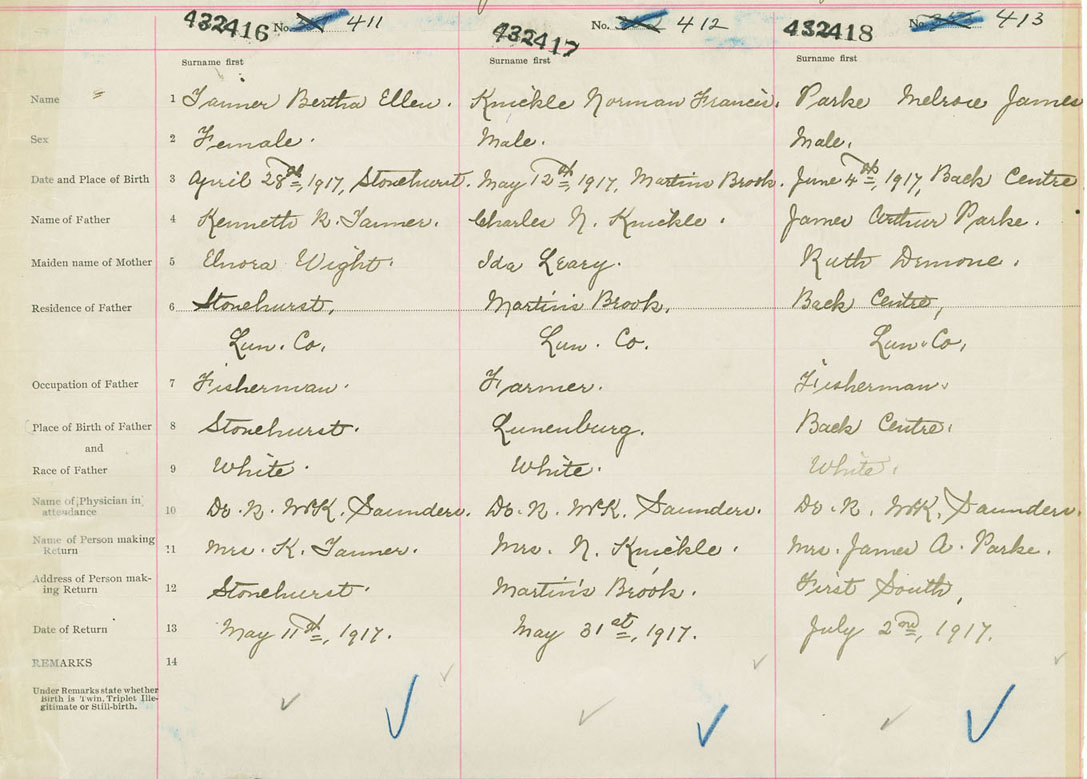 432416 No. 411 432417 No. 412 432418 No. 413
Surname first Surname first Surname first
Name 1 Tanner Bertha Ellen. Knickle Norman Francis. Parke Melrose James
Sex 2 Female. Male. Male.
Date and Place of Birth 3 April 28th, 1917, Stonehurst. May 12th, 1917, Martins Brook. June 4th, 1917, Back Centre.
Name of Father 4 Kenneth R. Tanner. Charles N. Knickle. James Arthur Parke.
Maiden name of Mother 5 Elnora Wight. Ida Leary. Ruth Demone.
Residence of Father 6 Stonehurst, Martin's Brook, Back Centre,
Lun. Co. Lun. Co. Lun. Co.
Occupation of Father 7 Fisherman. Farmer. Fisherman.
Place of Birth of Father 8 Stonehurst. Lunenburg. Back Centre.
and
Race of Father 9 White. White. White.
Name of Physician in
attendance 10 Dr. R. McK. Saunders. Dr. R. McK. Saunders. Dr. R. McK. Saunders.
Name of Person making
Return 11 Mrs. K. Tanner. Mrs. N. Knickle. Mrs. James A. Parke.
Address of Person mak-
ing Return 12 Stonehurst. Martin's Brook. First South,
Date of Return 13 May 11th, 1917. May 31st, 1917. July 2nd, 1917.
REMARKS 14
Under Remarks state whether
Birth is Twin, Triplet Ille-
gitimate or Still-birth.